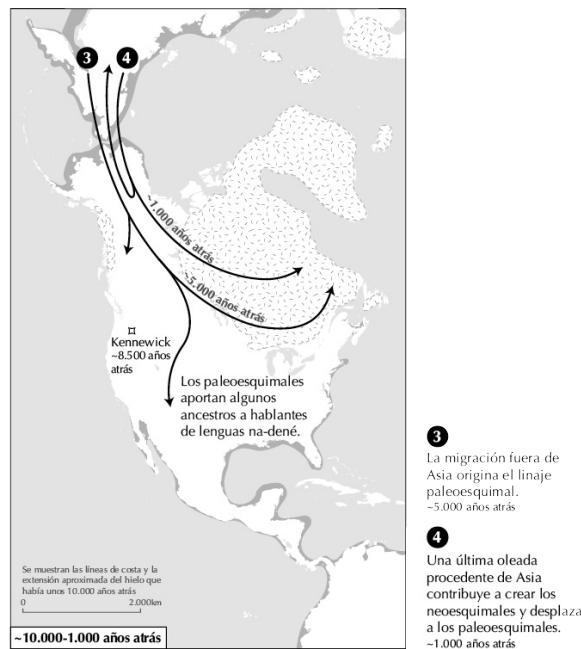 3
4
~1.000 años atrás
~5.000 años atrás
Kennewick
~8.500 años
atrás
Los paleoesquimales
aportan algunos
ancestros a hablantes
de lenguas na-dené.
Se muestran las líneas de costa y la
extensión aproximada del hielo que
había unos 10.000 años atrás
0 2.000km
~10.000-1.000 años atrás
3
La migración fuera de
Asia origina el linaje
paleoesquimal.
~5.000 años atrás
4
Una última oleada
procedente de Asia
contribuye a crear los
neoesquimales y desplaza
a los paleoesquimales.
~1.000 años atrás